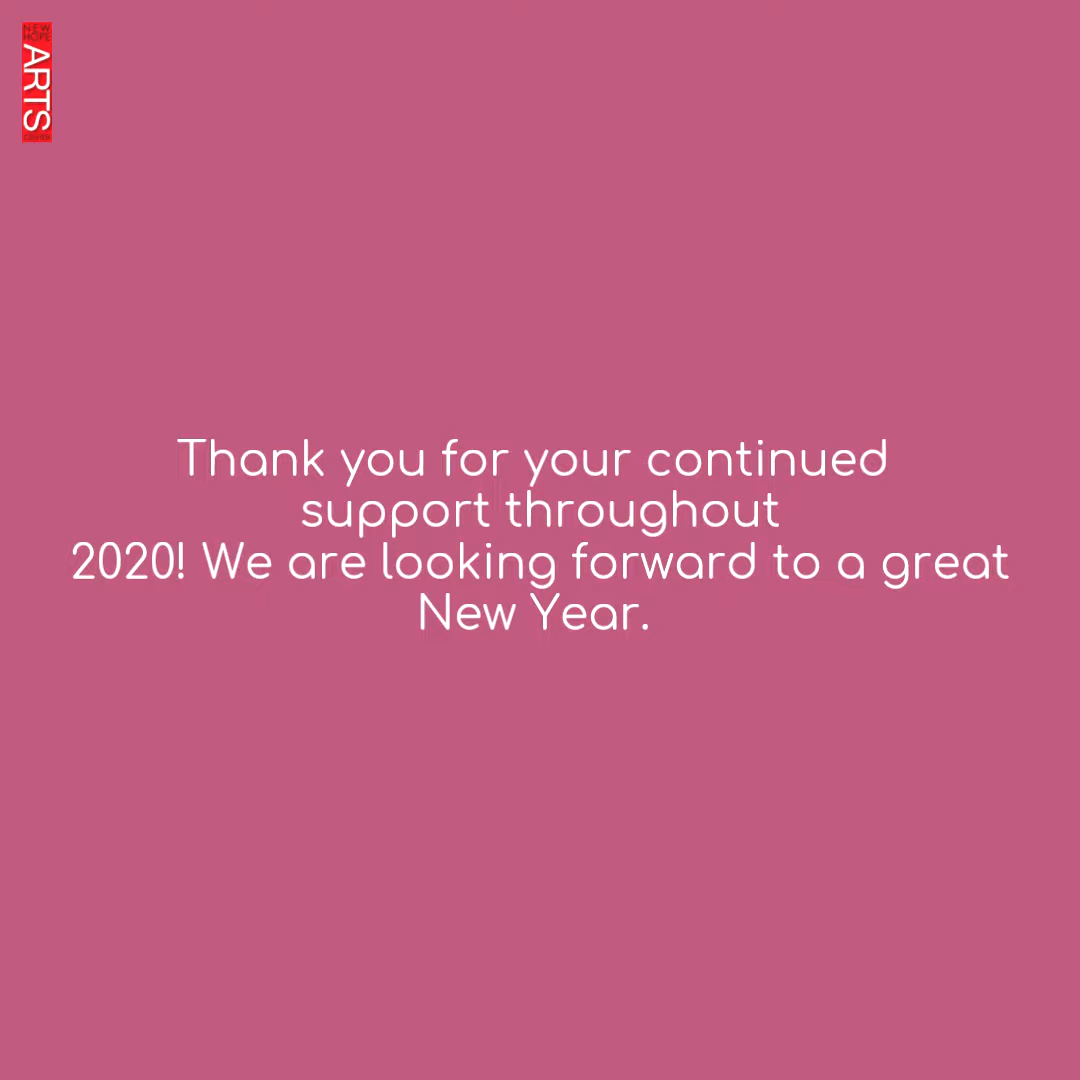 NEW
HOPE
ARTS
Thank you for your continued
support throughout
2020! We are looking forward to a great
New Year.